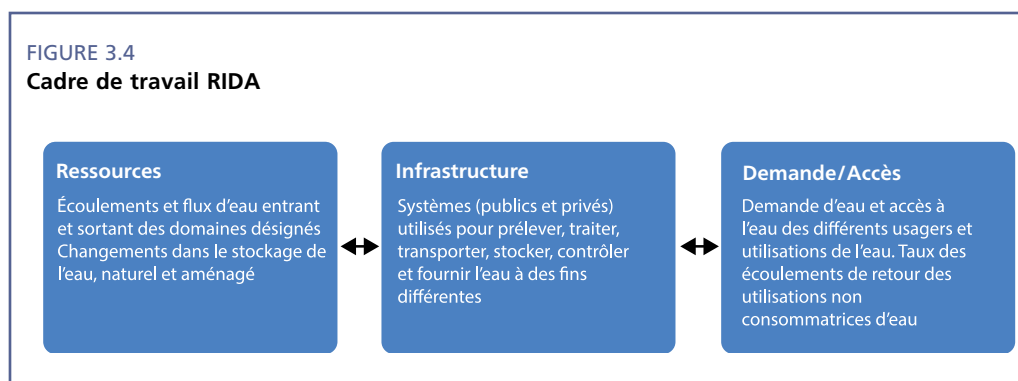 FIGURE 3.4
Cadre de travail RIDA
Ressources
Écoulements et flux d'eau entrant
et sortant des domaines désignés
Changements dans le stockage de
l'eau, naturel et aménagé
Infrastructure
Systèmes (publics et privés)
utilisés pour prélever, traiter,
transporter, stocker, contrôler
et fournir l'eau à des fins
différentes
Demande/Accès
Demande d'eau et accès à
l'eau des différents usagers et
utilisations de l'eau. Taux des
écoulements de retour des
utilisations non
consommatrices d'eau